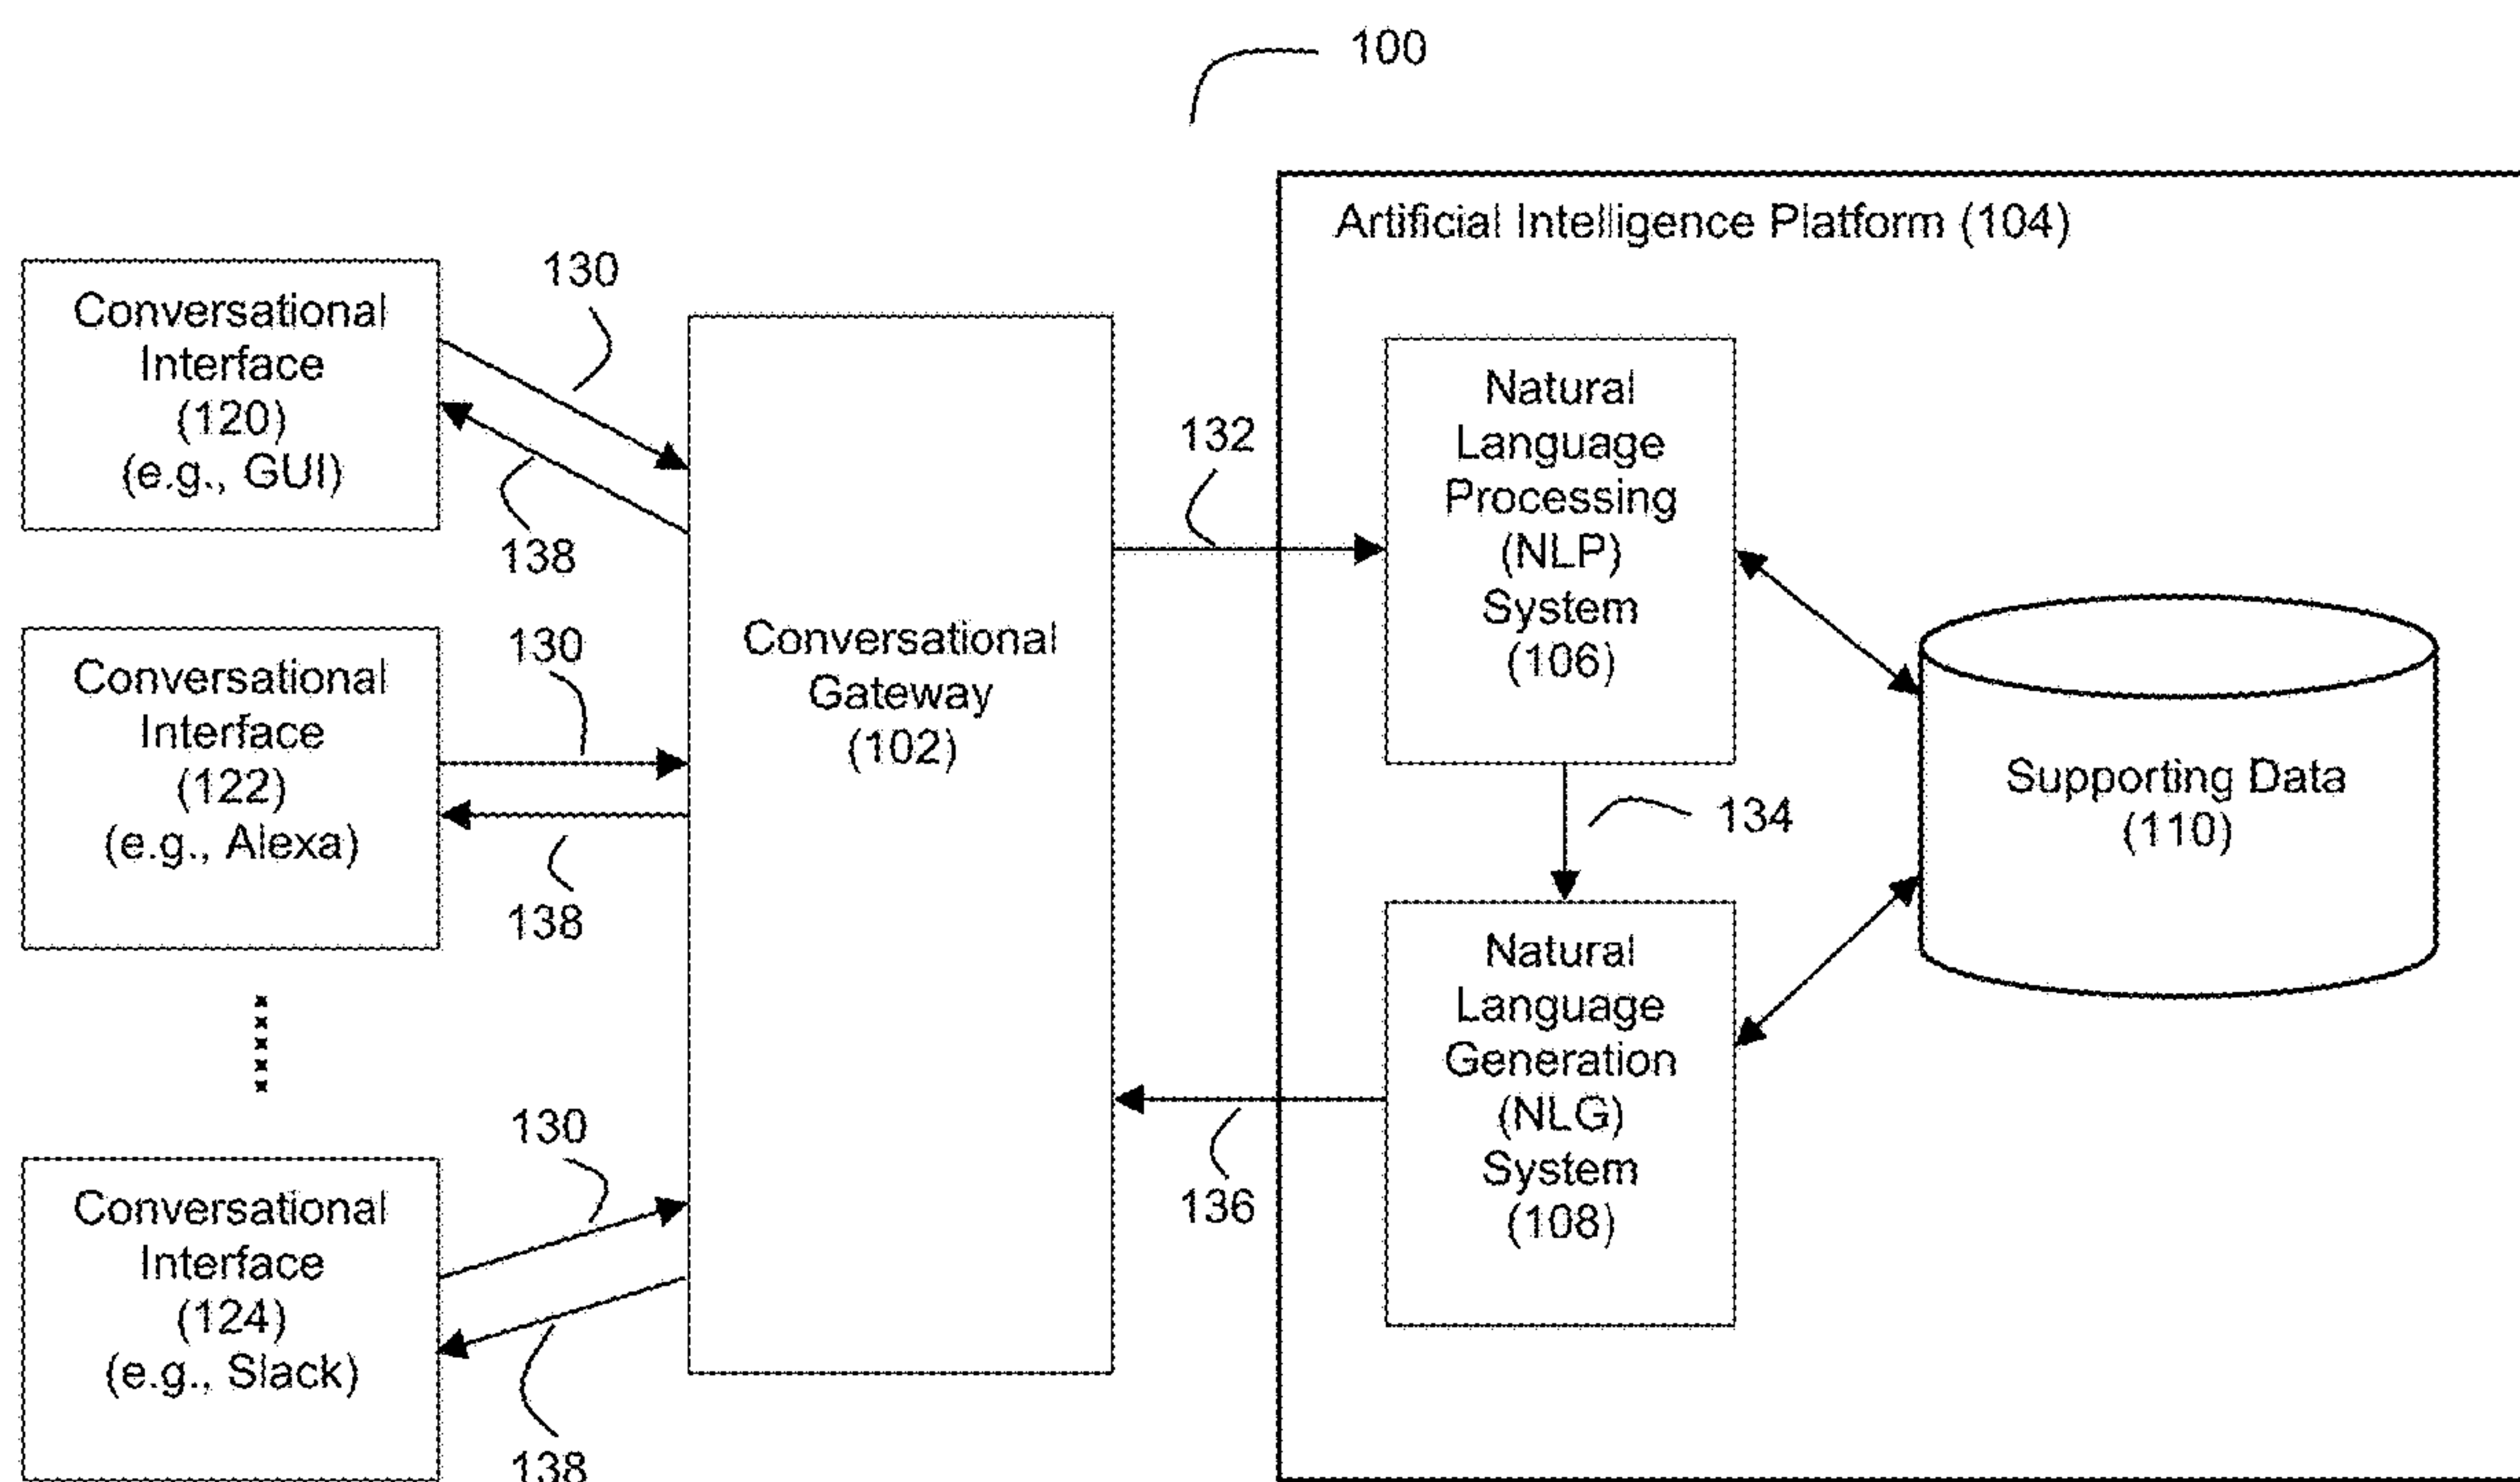 100
Artificial Intelligence Platform (104)
130
Conversational
Interface
(120)
(e.g., GUI)
138
132
Natural
Language
Processing
(NLP)
System
(106)
130
Conversational
Interface
(122)
(e.g., Alexa)
138
Conversational
Gateway
(102)
Supporting Data
(110)
134
Natural
Language
Generation
(NLG)
System
(108)
136
130
Conversational
Interface
(124)
(e.g., Slack)
138